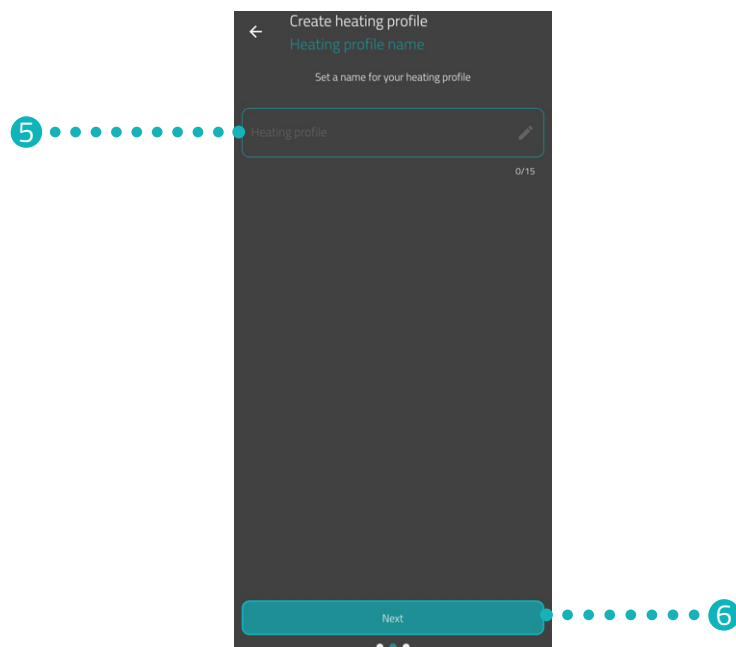 Create heating profile
Heating profile name
Set a name for your heating profile
5
Heating profile
0/15
Next
6